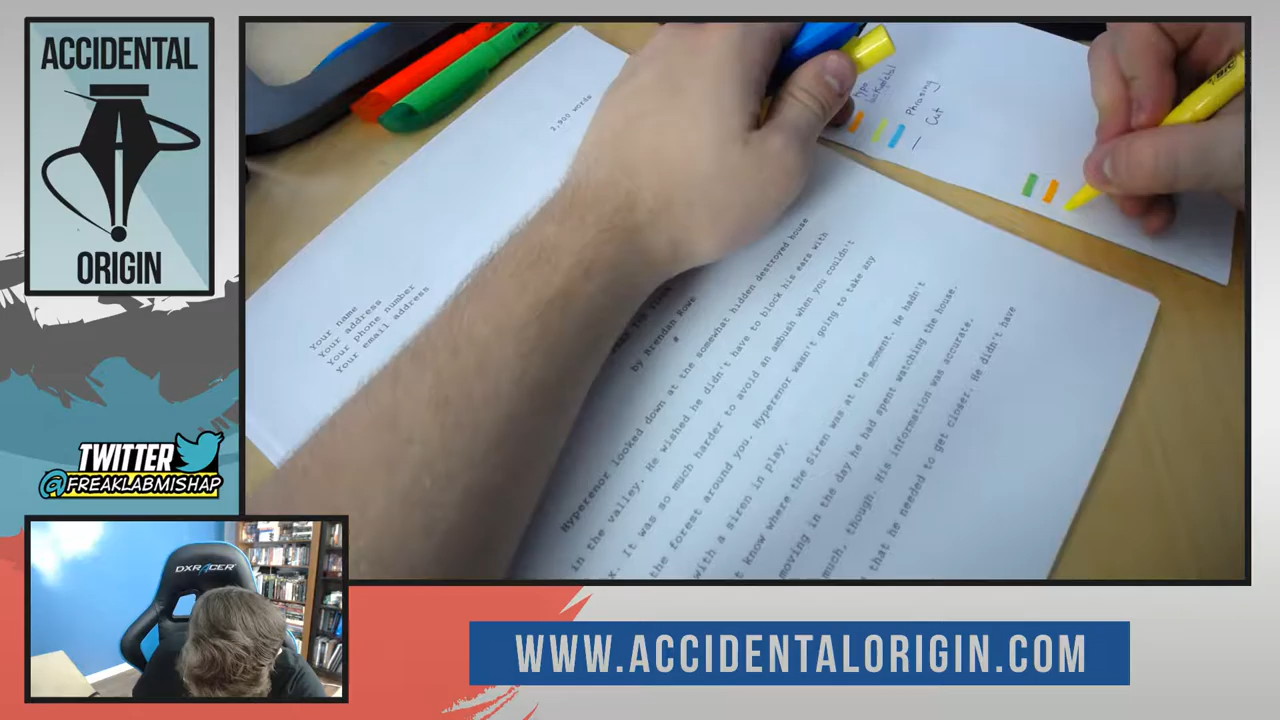 ACCIDENTAL
ORIGIN
TWITTER
@FREAKLABMISHAP
DXRACER
WWW.ACCIDENTALORIGIN.COM
2,900 words
Your name
Your address
Your phone number
Your email address
Phrasing
Cut
BIC
by Brendan Rowe
#
Hyperenor looked down at the somewhat hidden destroyed house
in the valley. He wished he didn't have to block his ears with
x. It was so much harder to avoid an ambush when you couldn't
the forest around you. Hyperenor wasn't going to take any
with a siren in play.
t know where the Siren was at the moment. He hadn't
moving in the day he had spent watching the house.
much, though. His information was accurate.
that he needed to get closer. He didn't have